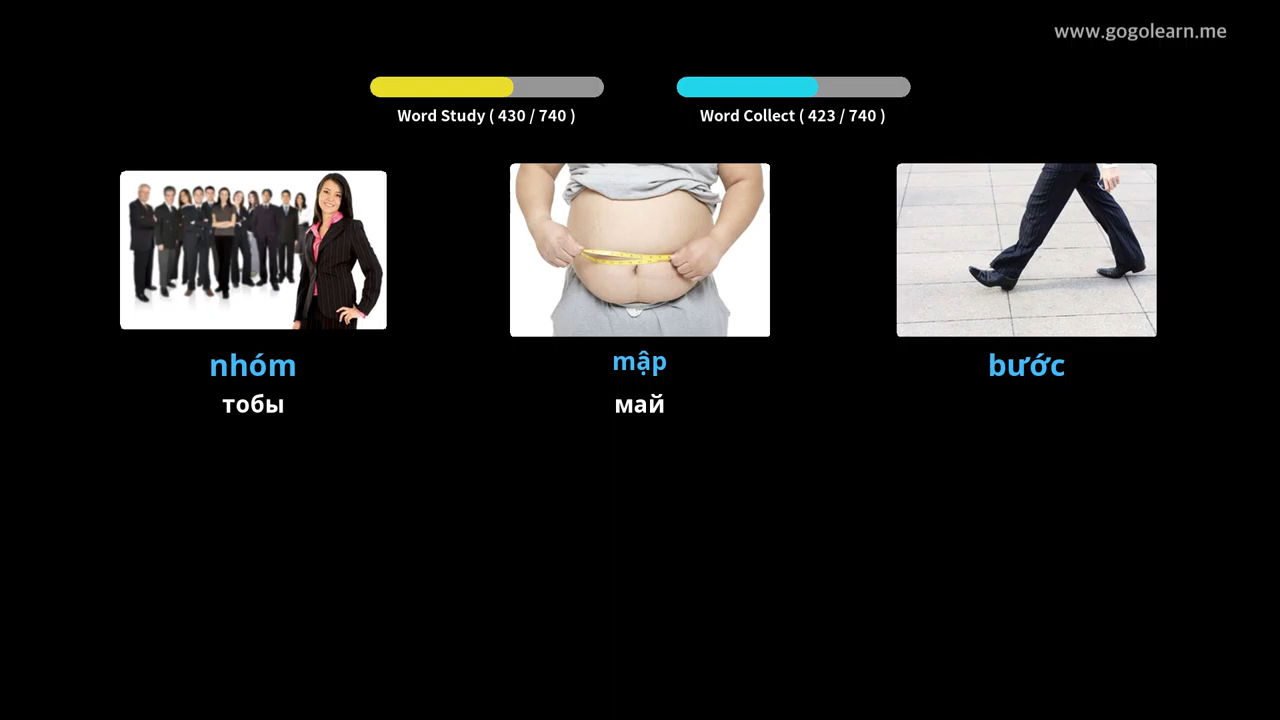 www.gogolearn.me
Word Study ( 430 / 740 )
Word Collect ( 423 / 740 )
nhóm
mập
bước
тобы
май